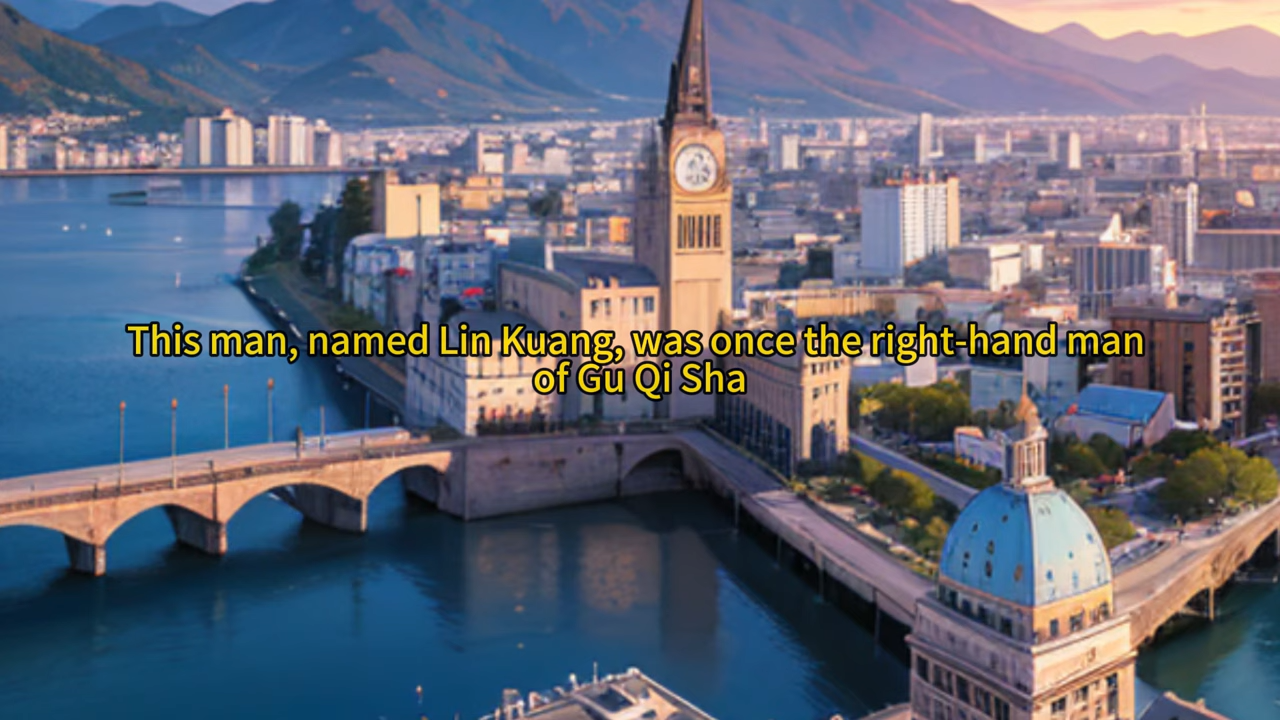 This man, named Lin Kuang, was once the right-hand man
of Gu Qi Sha